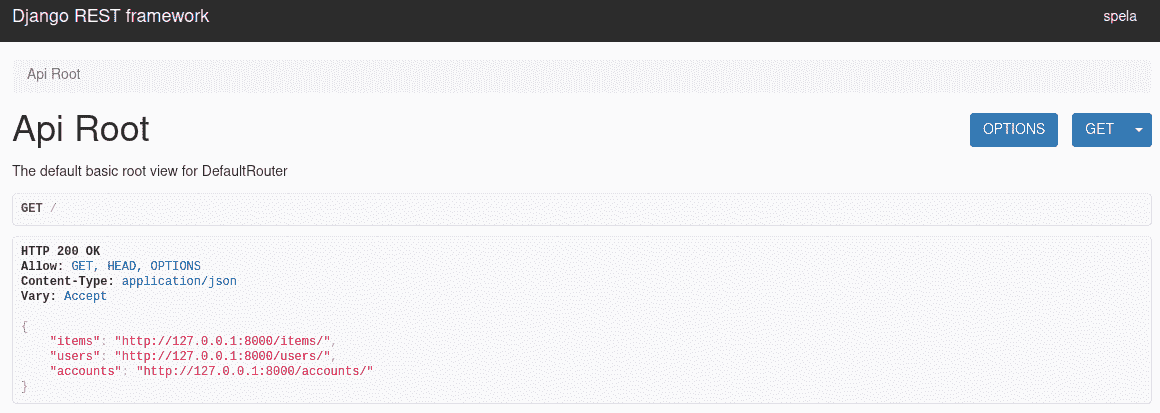 Django REST framework
spela
Api Root
Api Root
OPTIONS
GET
The default basic root view for DefaultRouter
GET /
HTTP 200 OK
Allow: GET, HEAD, OPTIONS
Content-Type: application/json
Vary: Accept
{
    "items": "http://127.0.0.1:8000/items/",
    "users": "http://127.0.0.1:8000/users/",
    "accounts": "http://127.0.0.1:8000/accounts/"
}